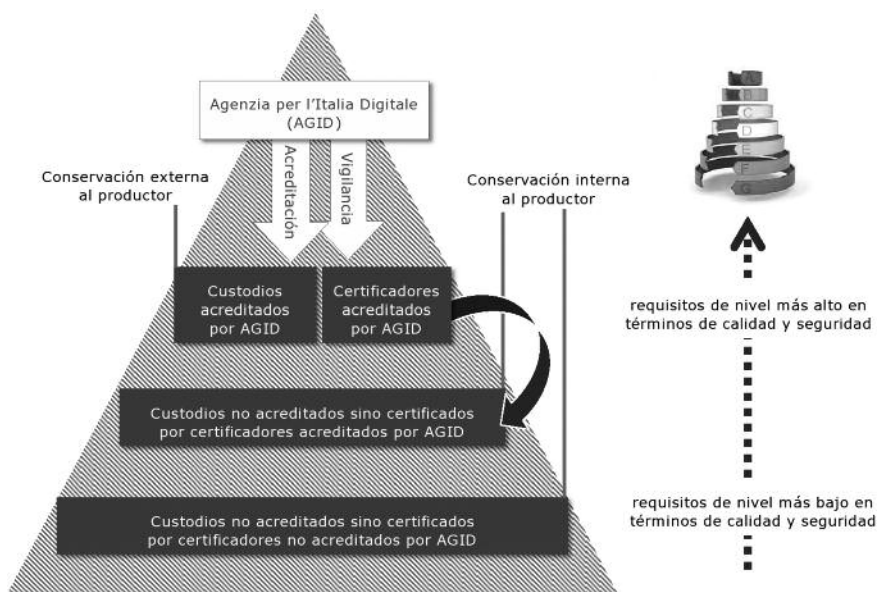 Agenzia per l'Italia Digitale
(AGID)
Acreditación
Vigilancia
Conservación externa
al productor
Conservación interna
al productor
Custodios
acreditados
por AGID
Certificadores
acreditados
por AGID
Custodios no acreditados sino certificados
por certificadores acreditados por AGID
Custodios no acreditados sino certificados
por certificadores no acreditados por AGID
A
B
C
D
E
F
G
requisitos de nivel más alto en
términos de calidad y seguridad
requisitos de nivel más bajo en
términos de calidad y seguridad